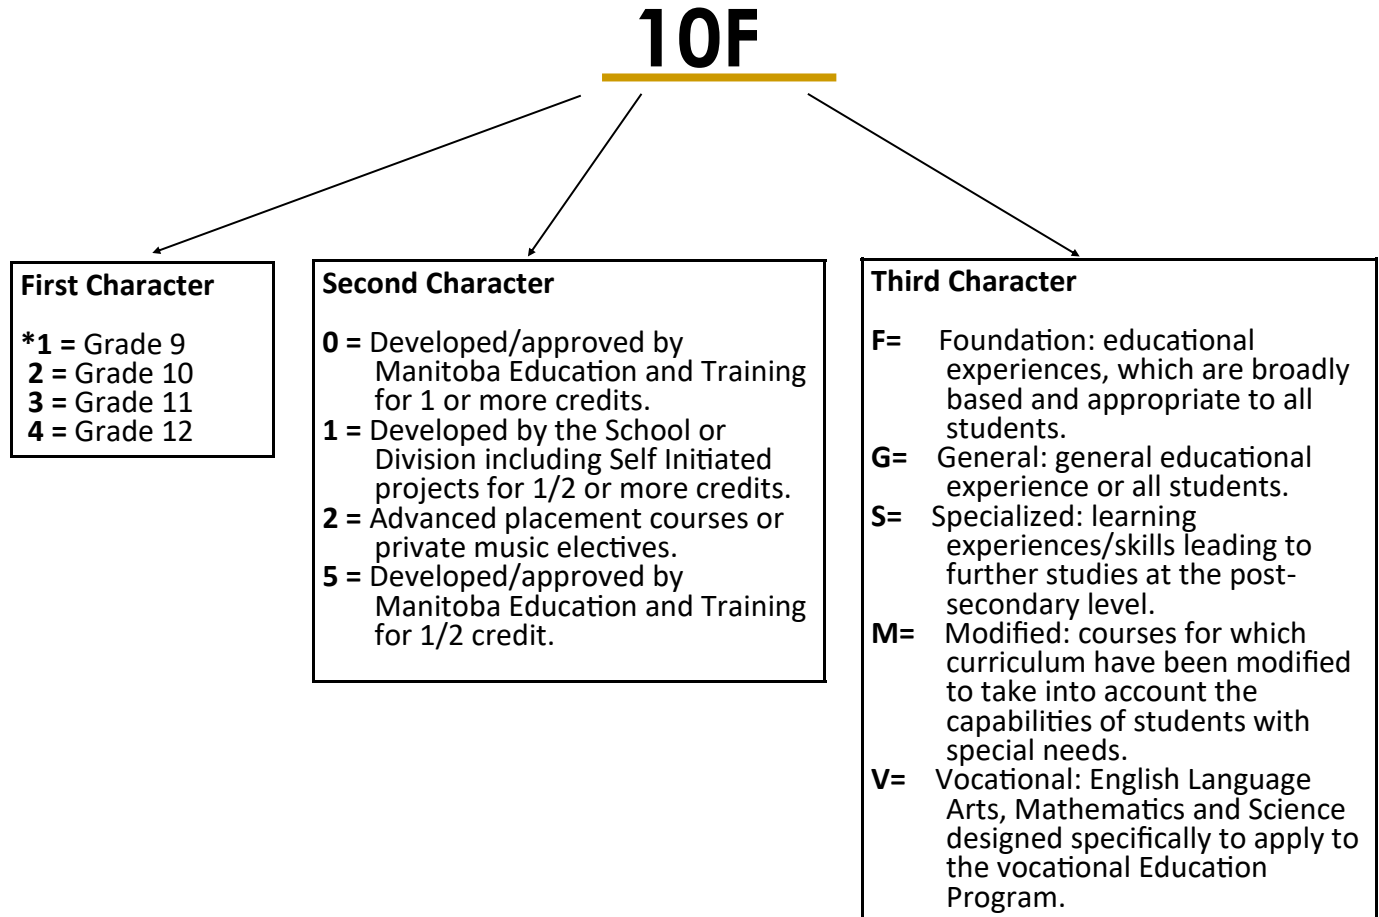 10F
First Character
*1 = Grade 9
2 = Grade 10
3 = Grade 11
4 = Grade 12
Second Character
0 = Developed/approved by
Manitoba Education and Training
for 1 or more credits.
1 = Developed by the School or
Division including Self Initiated
projects for 1/2 or more credits.
2 = Advanced placement courses or
private music electives.
5 = Developed/approved by
Manitoba Education and Training
for 1/2 credit.
Third Character
F= Foundation: educational
experiences, which are broadly
based and appropriate to all
students.
G= General: general educational
experience or all students.
S= Specialized: learning
experiences/skills leading to
further studies at the post-
secondary level.
M= Modified: courses for which
curriculum have been modified
to take into account the
capabilities of students with
special needs.
V= Vocational: English Language
Arts, Mathematics and Science
designed specifically to apply to
the vocational Education
Program.